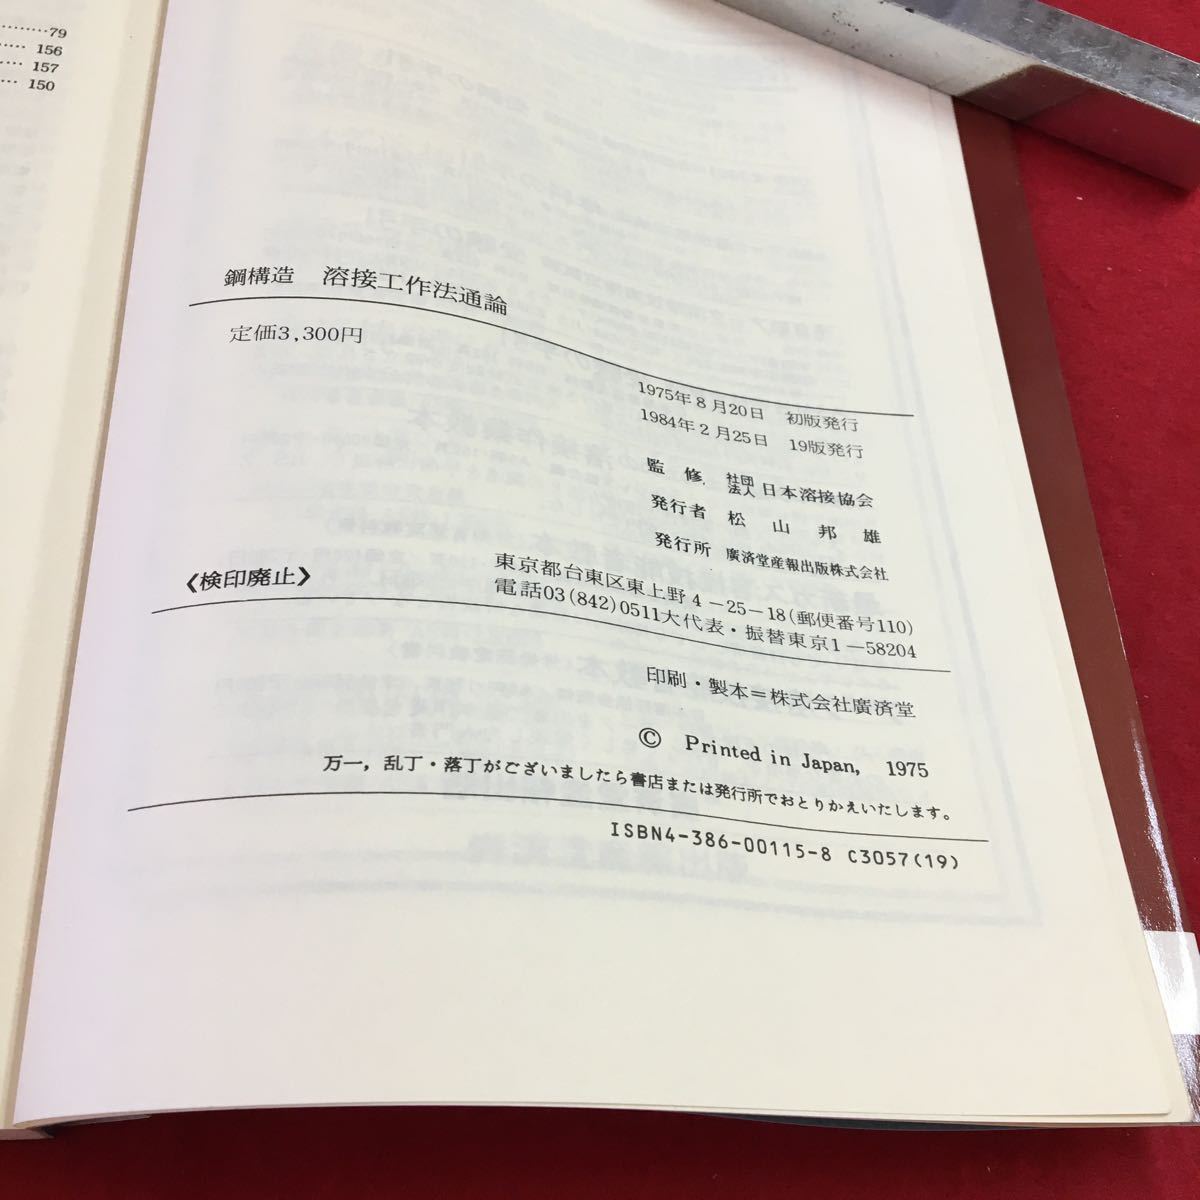 ………79
…… 156
…… 157
…… 150
鋼構造　溶接工作法通論
定価3,300円
1975年8月20日　初版発行
1984年2月25日　19版発行
監　修　社団法人 日本溶接協会
発行者　松　山　邦　雄
発行所　廣済堂産報出版株式会社
〈検印廃止〉
東京都台東区東上野4－25－18(郵便番号110)
電話03(842)0511大代表・振替東京1－58204
印刷・製本＝株式会社廣済堂
© Printed in Japan, 1975
万一，乱丁・落丁がございましたら書店または発行所でおとりかえいたします。
ISBN4-386-00115-8 C3057(19)